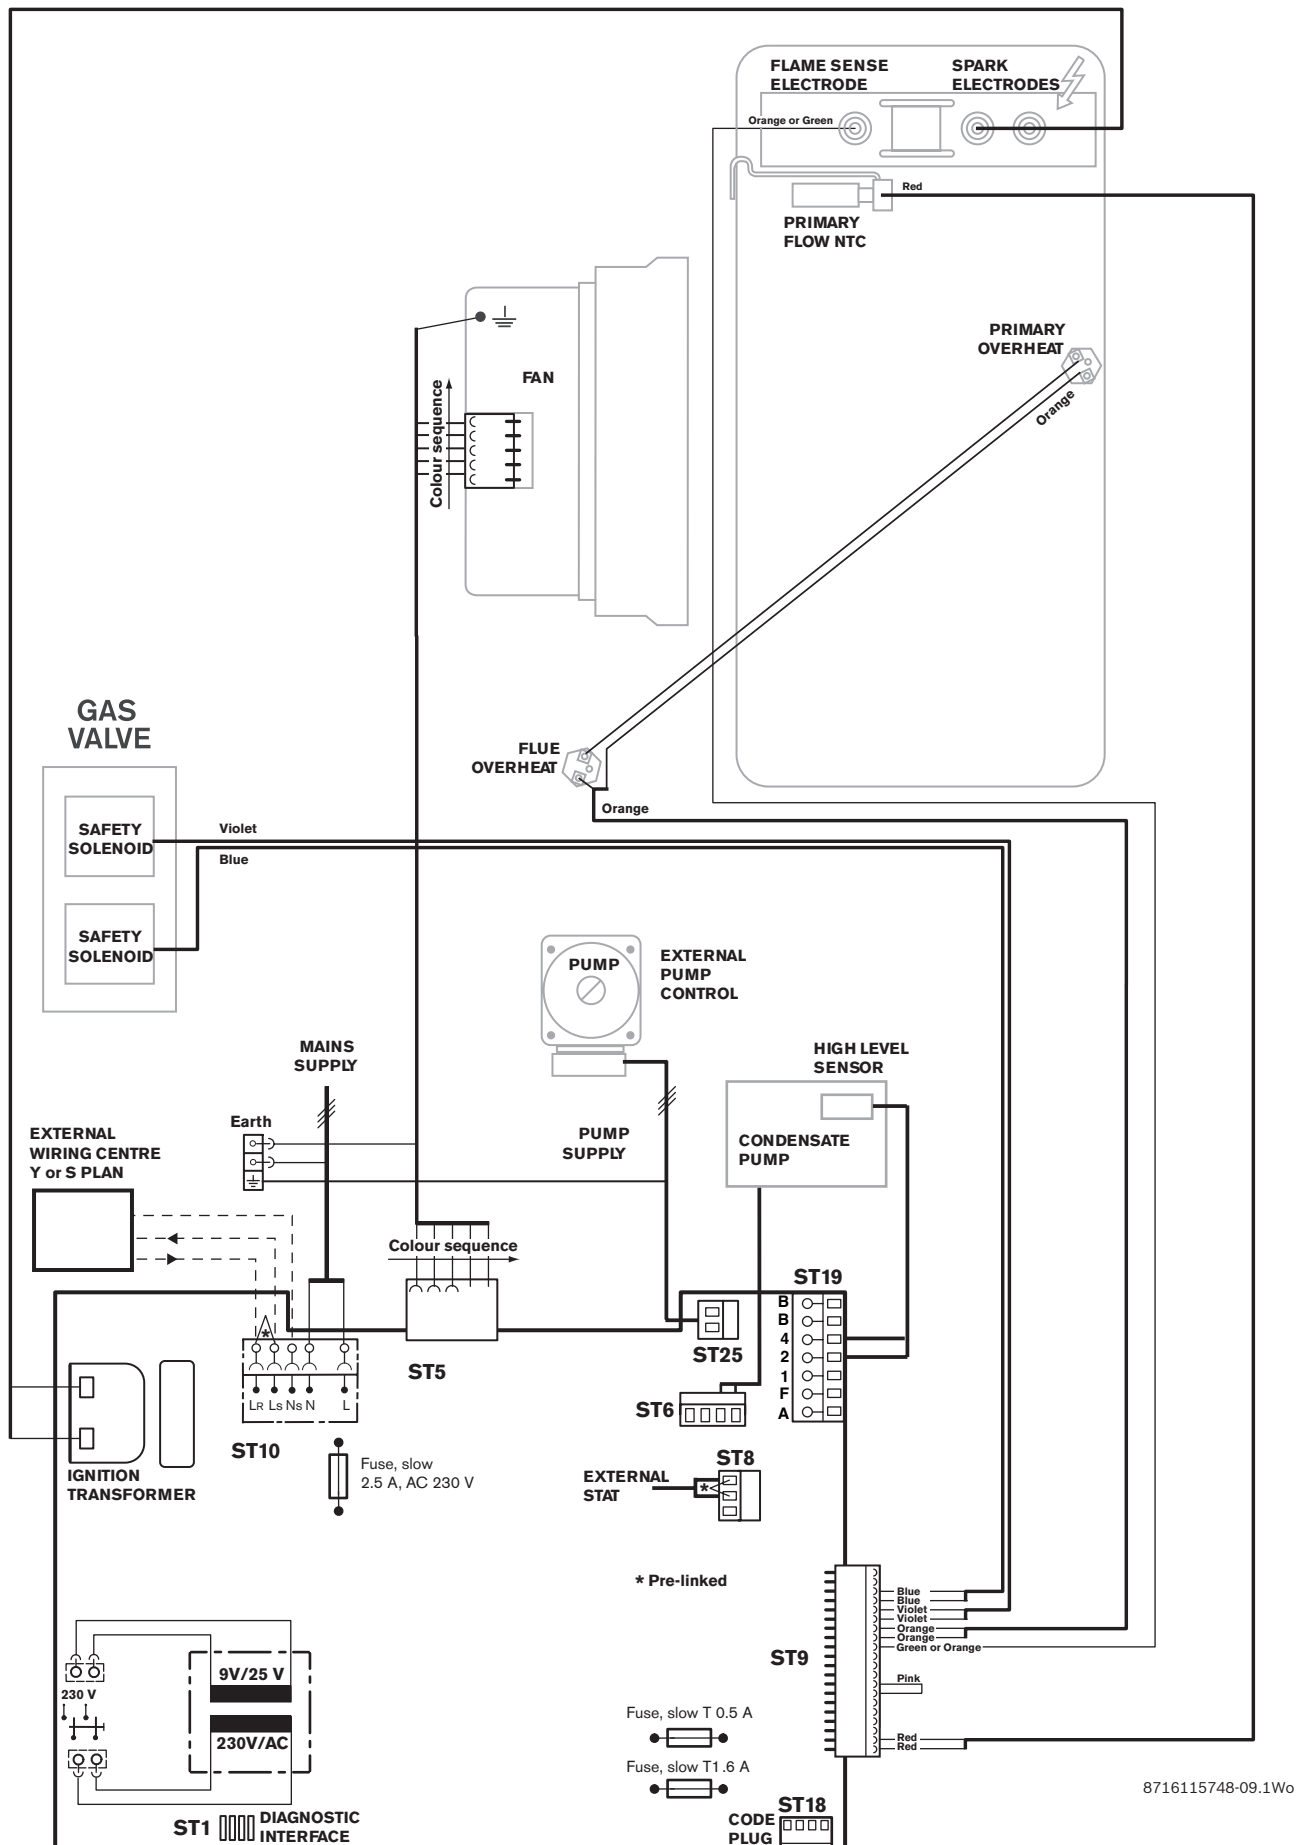 FLAME SENSE
ELECTRODE
SPARK
ELECTRODES
Orange or Green
Red
PRIMARY
FLOW NTC
PRIMARY
OVERHEAT
Orange
FAN
Colour sequence
GAS
VALVE
FLUE
OVERHEAT
Orange
SAFETY
SOLENOID
Violet
Blue
SAFETY
SOLENOID
PUMP
EXTERNAL
PUMP
CONTROL
MAINS
SUPPLY
HIGH LEVEL
SENSOR
Earth
EXTERNAL
WIRING CENTRE
Y or S PLAN
PUMP
SUPPLY
CONDENSATE
PUMP
Colour sequence
ST19
B
B
4
2
1
F
A
*
ST25
ST5
ST6
LR Ls Ns N L
ST10
Fuse, slow
2.5 A, AC 230 V
IGNITION
TRANSFORMER
ST8
EXTERNAL
STAT
*
* Pre-linked
Blue
Blue
Violet
Violet
Orange
Orange
Green or Orange
ST9
Pink
Red
Red
9V/25 V
230 V
230V/AC
Fuse, slow T 0.5 A
Fuse, slow T1.6 A
8716115748-09.1Wo
ST1
DIAGNOSTIC
INTERFACE
ST18
CODE
PLUG